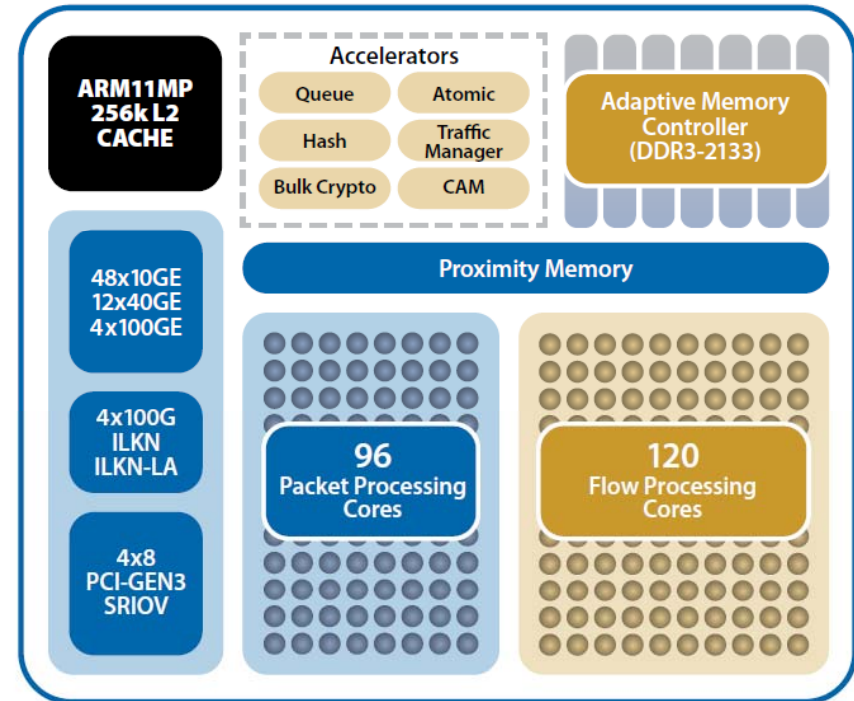 ARM11MP
256k L2
CACHE
Accelerators
Queue
Atomic
Hash
Traffic
Manager
Bulk Crypto
CAM
Adaptive Memory
Controller
(DDR3-2133)
Proximity Memory
48x10GE
12x40GE
4x100GE
4x100G
ILKN
ILKN-LA
4x8
PCI-GEN3
SRIOV
96
Packet Processing
Cores
120
Flow Processing
Cores